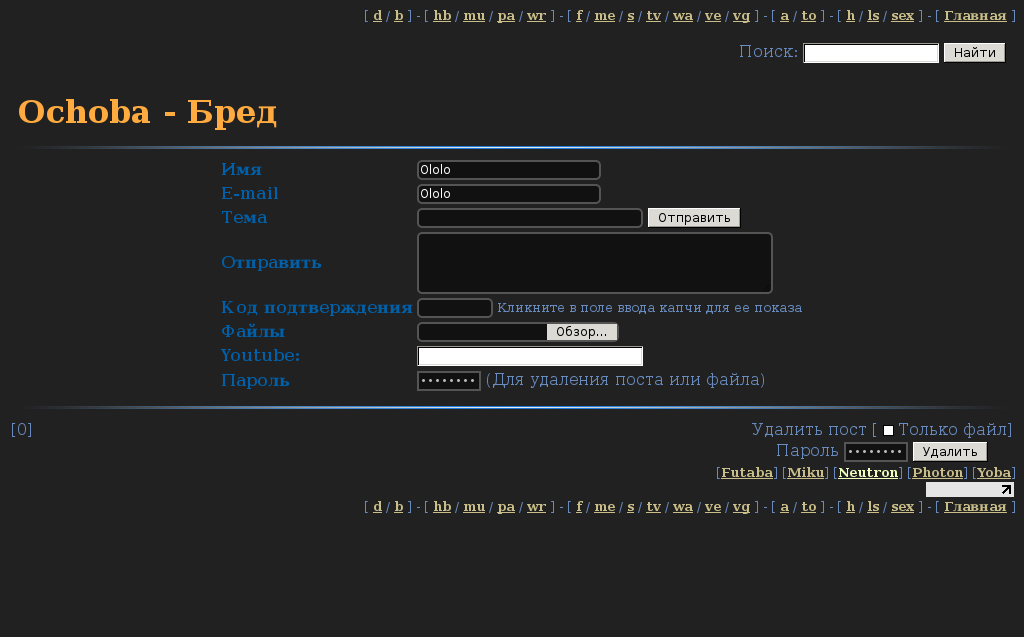 [ d / b ] - [ hb / mu / pa / wr ] - [ f / me / s / tv / wa / ve / vg ] - [ a / to ] - [ h / ls / sex ] - [ Главная ]
Поиск: Найти
Ochoba - Бред
Имя Ololo
E-mail Ololo
Тема Отправить
Отправить
Код подтверждения Кликните в поле ввода капчи для ее показа
Файлы Обзор...
Youtube:
Пароль •••••••• (Для удаления поста или файла)
[0] Удалить пост [ Только файл]
Пароль •••••••• Удалить
[Futaba] [Miku] [Neutron] [Photon] [Yoba]
[ d / b ] - [ hb / mu / pa / wr ] - [ f / me / s / tv / wa / ve / vg ] - [ a / to ] - [ h / ls / sex ] - [ Главная ]